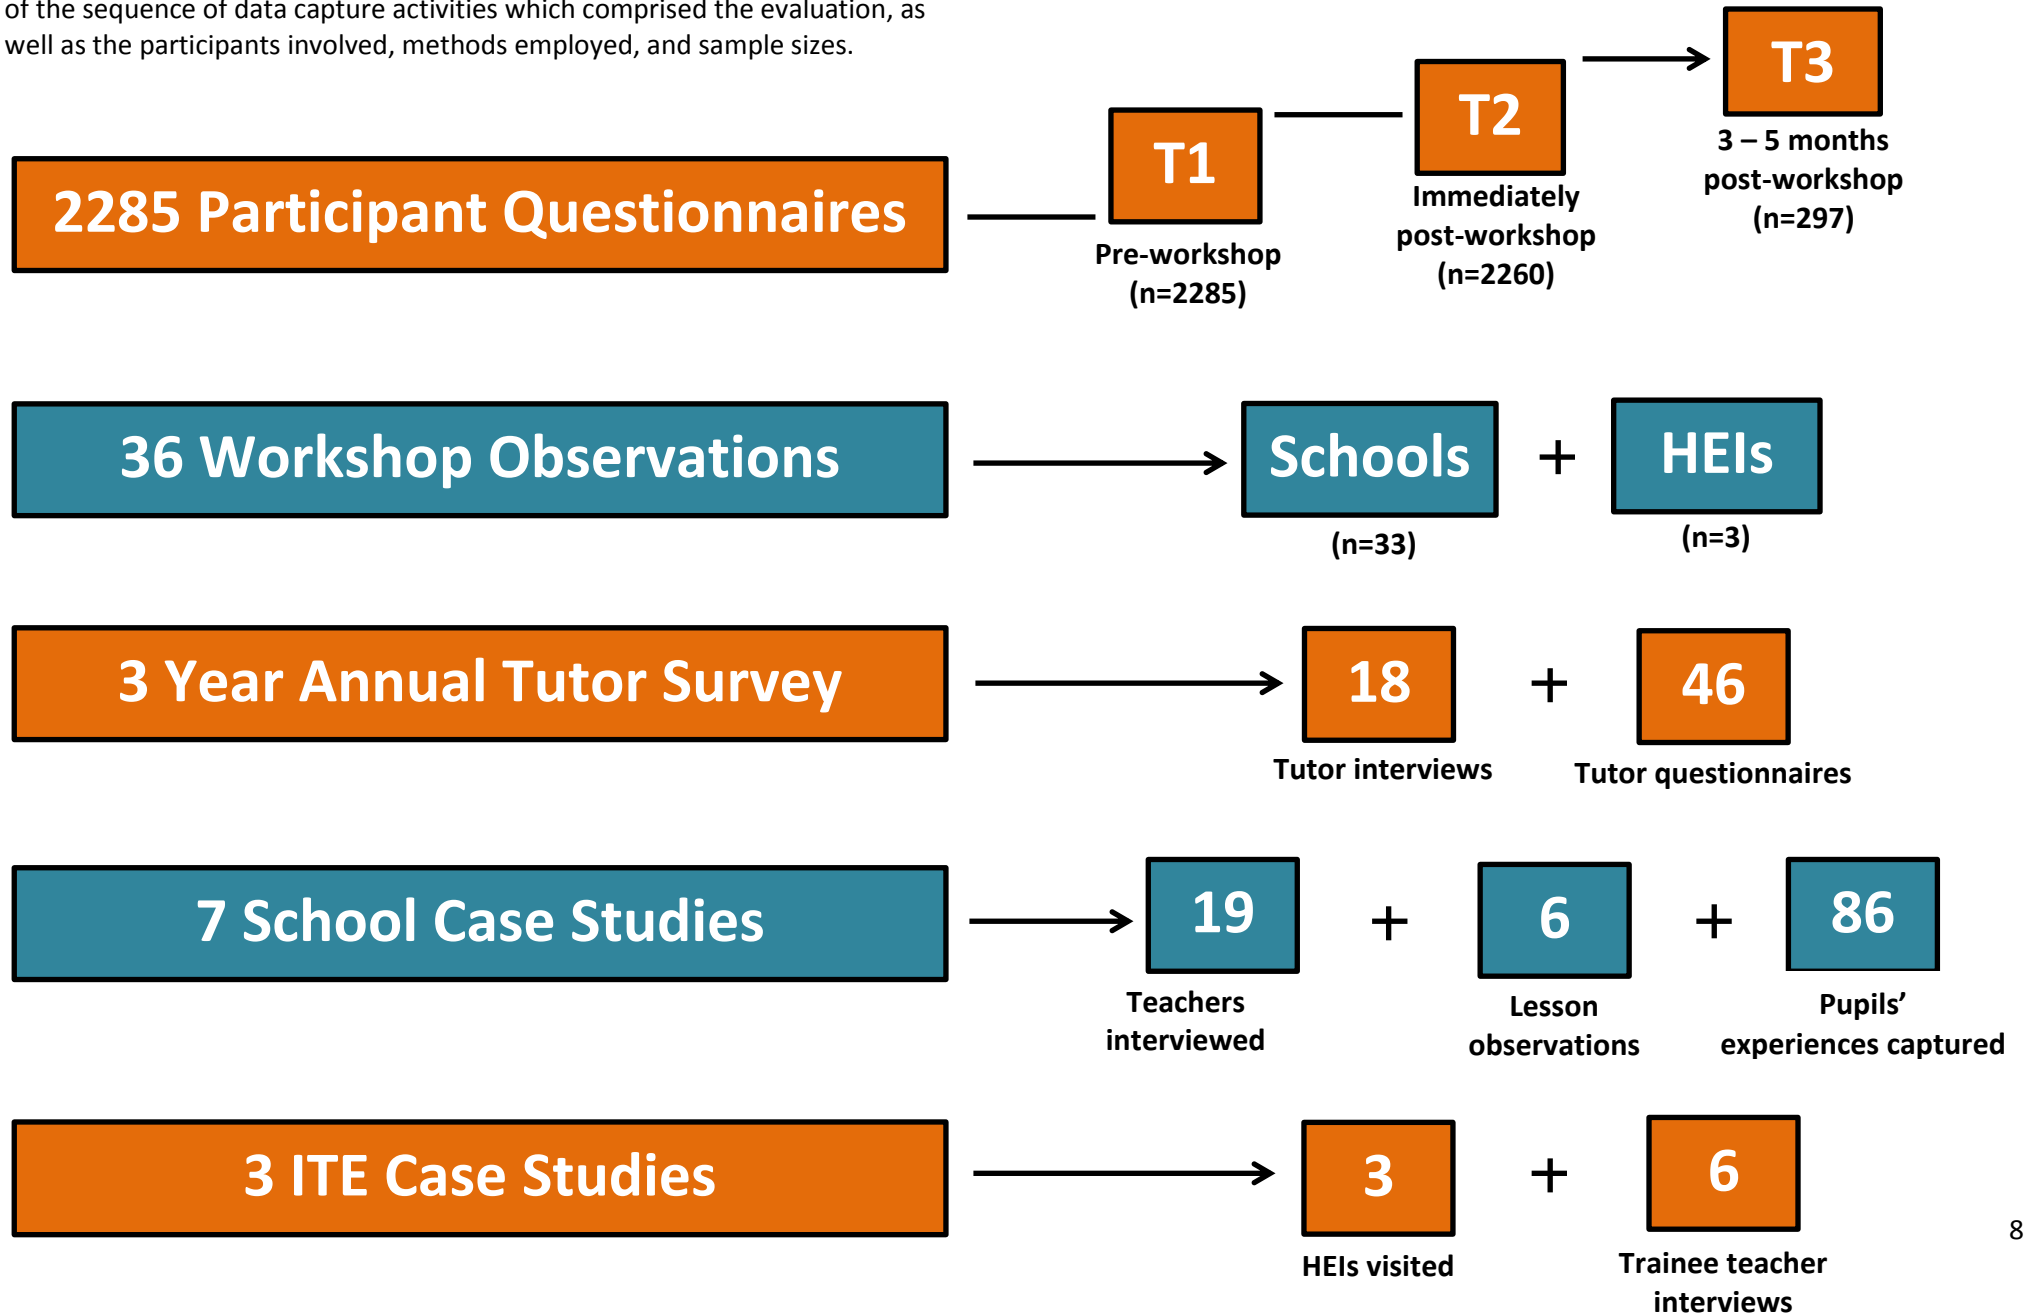 of the sequence of data capture activities which comprised the evaluation, as
well as the participants involved, methods employed, and sample sizes.
2285 Participant Questionnaires
T1
Pre-workshop
(n=2285)
T2
Immediately
post-workshop
(n=2260)
T3
3 – 5 months
post-workshop
(n=297)
36 Workshop Observations
Schools
(n=33)
+
HEIs
(n=3)
3 Year Annual Tutor Survey
18
Tutor interviews
+
46
Tutor questionnaires
7 School Case Studies
19
Teachers
interviewed
+
6
Lesson
observations
+
86
Pupils’
experiences captured
3 ITE Case Studies
3
HEIs visited
+
6
Trainee teacher
interviews
8